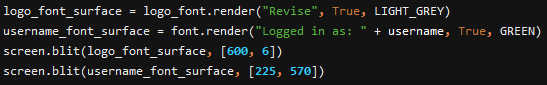 logo_font_surface = logo_font.render("Revise", True, LIGHT_GREY)
username_font_surface = font.render("Logged in as: " + username, True, GREEN)
screen.blit(logo_font_surface, [600, 6])
screen.blit(username_font_surface, [225, 570])